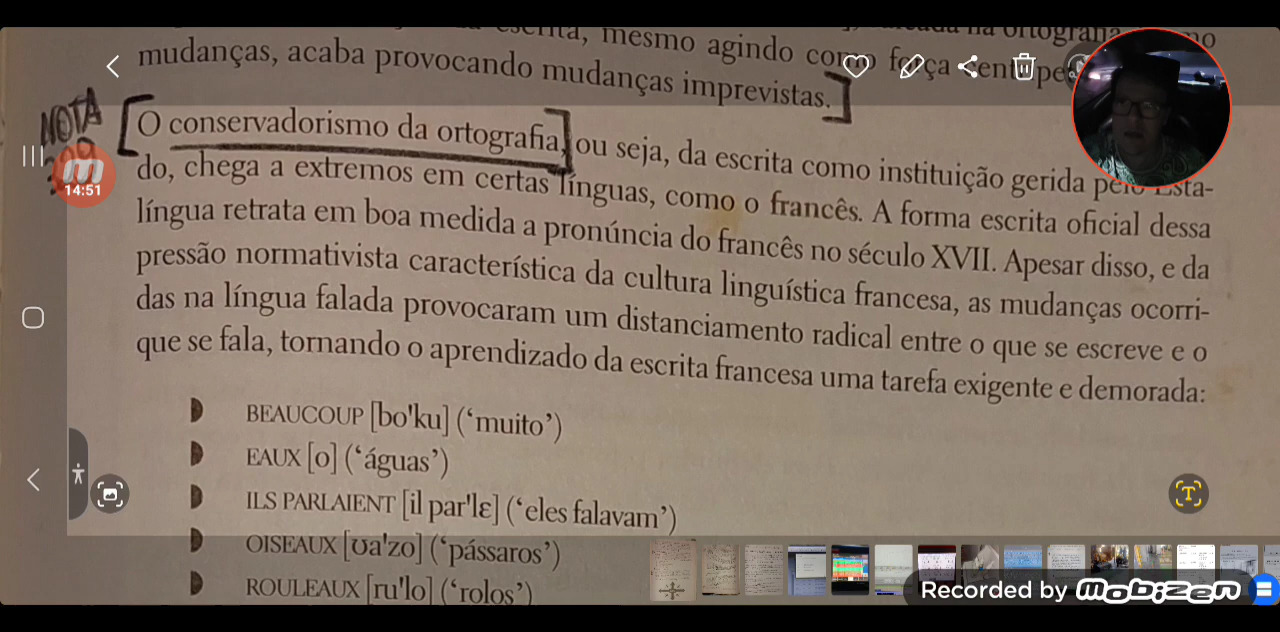 mudanças, acaba provocando mudanças imprevistas.
NOTA
O conservadorismo da ortografia, ou seja, da escrita como instituição gerida pelo Esta-
do, chega a extremos em certas línguas, como o francês. A forma escrita oficial dessa
língua retrata em boa medida a pronúncia do francês no século XVII. Apesar disso, e da
pressão normativista característica da cultura linguística francesa, as mudanças ocorri-
das na língua falada provocaram um distanciamento radical entre o que se escreve e o
que se fala, tornando o aprendizado da escrita francesa uma tarefa exigente e demorada:
BEAUCOUP [bo'ku] (‘muito’)
EAUX [o] (‘águas’)
ILS PARLAIENT [il par'lɛ] (‘eles falavam’)
OISEAUX [ʊa'zo] (‘pássaros’)
ROULEAUX [ru'lo] (‘rolos’)
14:51
T
Recorded by mobizen